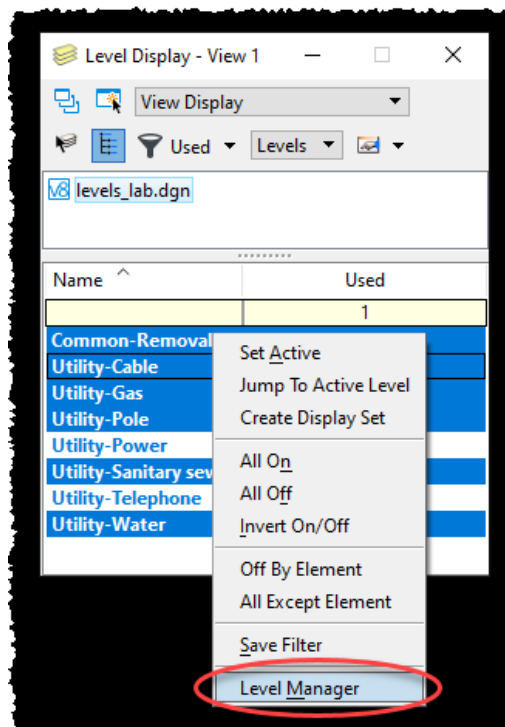 Level Display - View 1
View Display
Used Levels
V8 levels_lab.dgn
Name Used
1
Common-Removal
Utility-Cable
Utility-Gas
Utility-Pole
Utility-Power
Utility-Sanitary sew
Utility-Telephone
Utility-Water
Set Active
Jump To Active Level
Create Display Set
All On
All Off
Invert On/Off
Off By Element
All Except Element
Save Filter
Level Manager